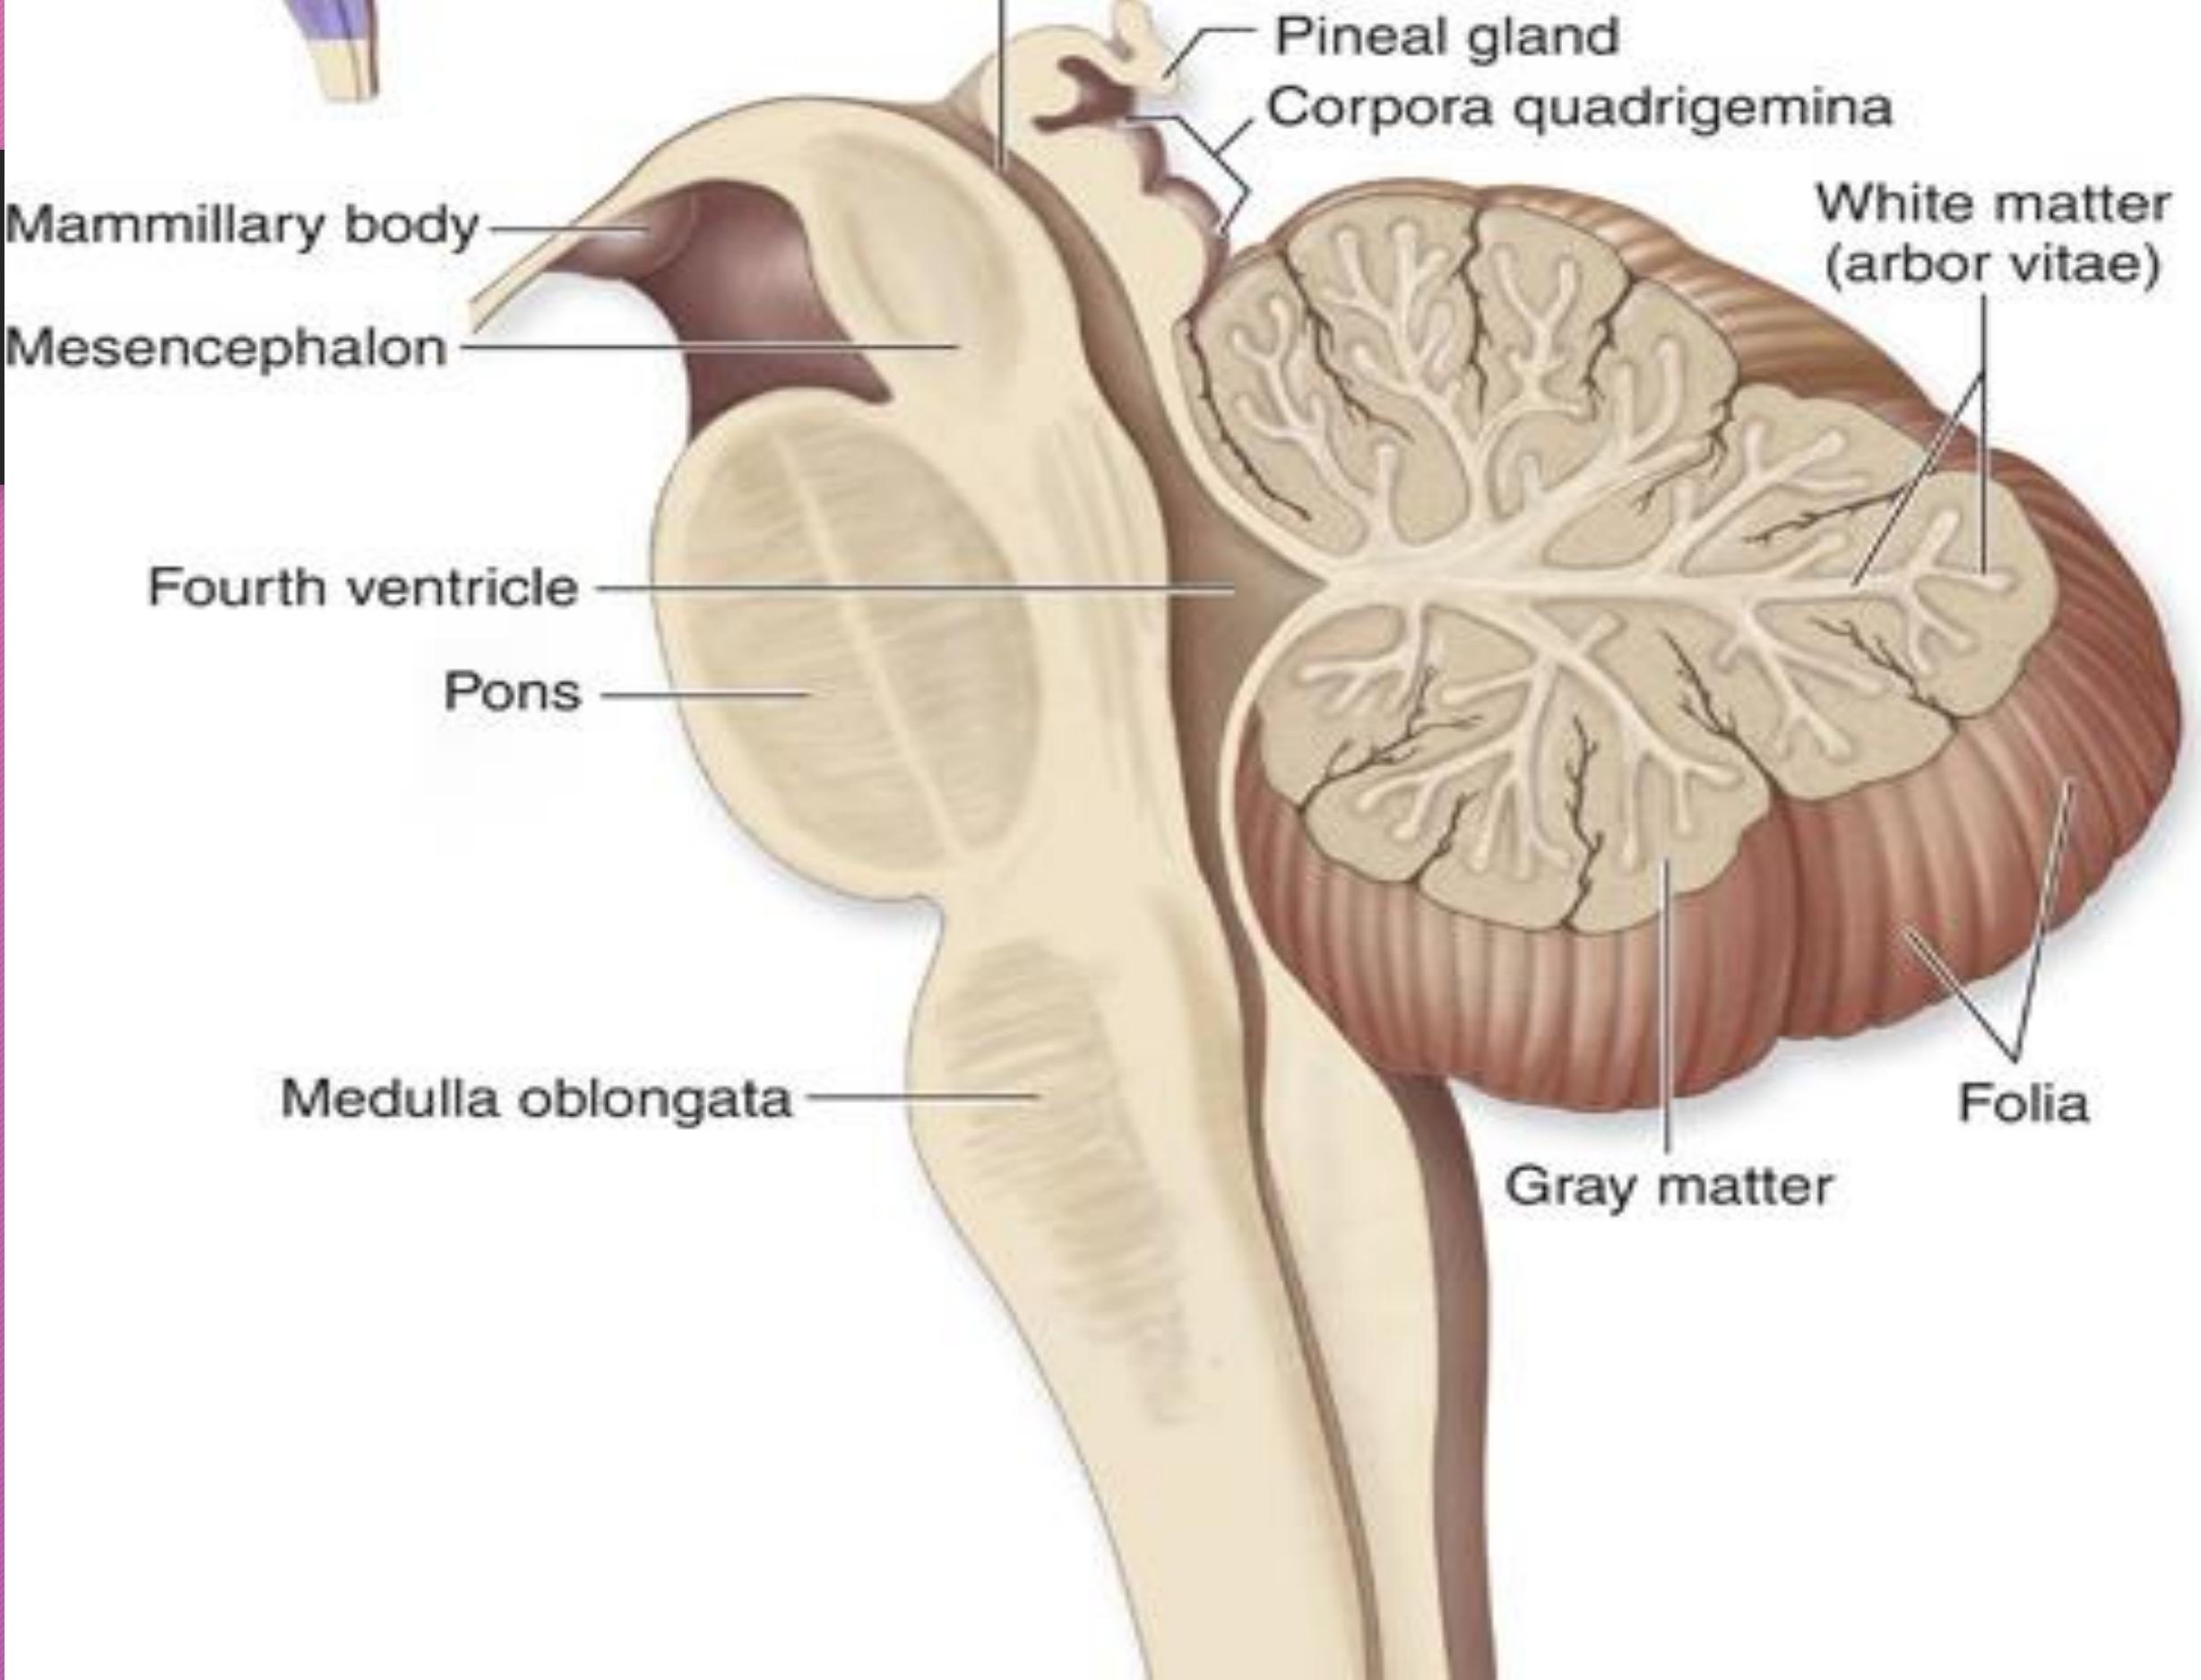 Pineal gland
Corpora quadrigemina
White matter
(arbor vitae)
Mammillary body
Mesencephalon
Fourth ventricle
Pons
Medulla oblongata
Folia
Gray matter